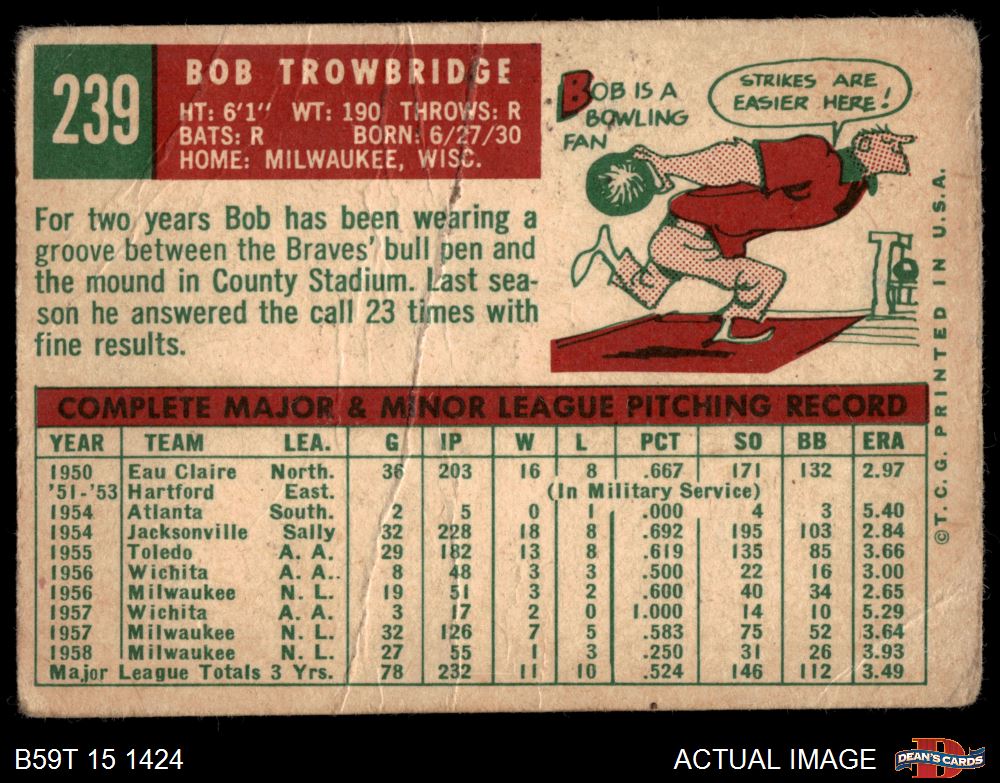 239
BOB TROWBRIDGE
HT: 6'1" WT: 190 THROWS: R
BATS: R BORN: 6/27/30
HOME: MILWAUKEE, WISC.
BOB IS A
BOWLING
FAN
STRIKES ARE
EASIER HERE!
For two years Bob has been wearing a
groove between the Braves' bull pen and
the mound in County Stadium. Last sea-
son he answered the call 23 times with
fine results.
COMPLETE MAJOR & MINOR LEAGUE PITCHING RECORD
YEAR TEAM LEA. G IP W L PCT SO BB ERA
1950 Eau Claire North. 36 203 16 8 .667 171 132 2.97
'51-'53 Hartford East. (In Military Service)
1954 Atlanta South. 2 5 0 1 .000 4 3 5.40
1954 Jacksonville Sally 32 228 18 8 .692 195 103 2.84
1955 Toledo A. A. 29 182 13 8 .619 135 85 3.66
1956 Wichita A. A.. 8 48 3 3 .500 22 16 3.00
1956 Milwaukee N. L. 19 51 3 2 .600 40 34 2.65
1957 Wichita A. A. 3 17 2 0 1.000 14 10 5.29
1957 Milwaukee N. L. 32 126 7 5 .583 75 52 3.64
1958 Milwaukee N. L. 27 55 1 3 .250 31 26 3.93
Major League Totals 3 Yrs. 78 232 11 10 .524 146 112 3.49
© T. C. G. PRINTED IN U.S.A.
B59T 15 1424
ACTUAL IMAGE
D
DEAN'S CARDS